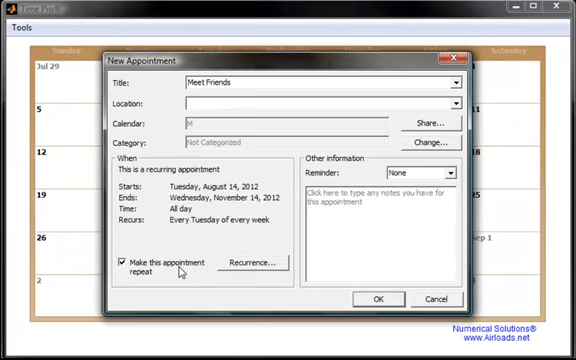 Time Pro®
Tools
Sunday
Saturday
Jul 29
5
11
12
18
19
25
26
Sep 1
2
New Appointment
Title:
Meet Friends
Location:
Calendar:
M
Share...
Category:
Not Categorized
Change...
When
This is a recurring appointment
Starts: Tuesday, August 14, 2012
Ends: Wednesday, November 14, 2012
Time: All day
Recurs: Every Tuesday of every week
Make this appointment
repeat
Recurrence...
Other information
Reminder:
None
Click here to type any notes you have for
this appointment
OK
Cancel
Numerical Solutions®
www.Airloads.net